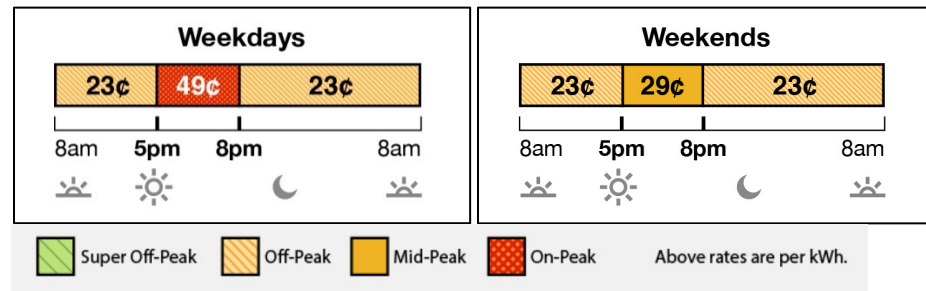 Weekdays
23¢ 49¢ 23¢
8am 5pm 8pm 8am
Weekends
23¢ 29¢ 23¢
8am 5pm 8pm 8am
Super Off-Peak Off-Peak Mid-Peak On-Peak Above rates are per kWh.